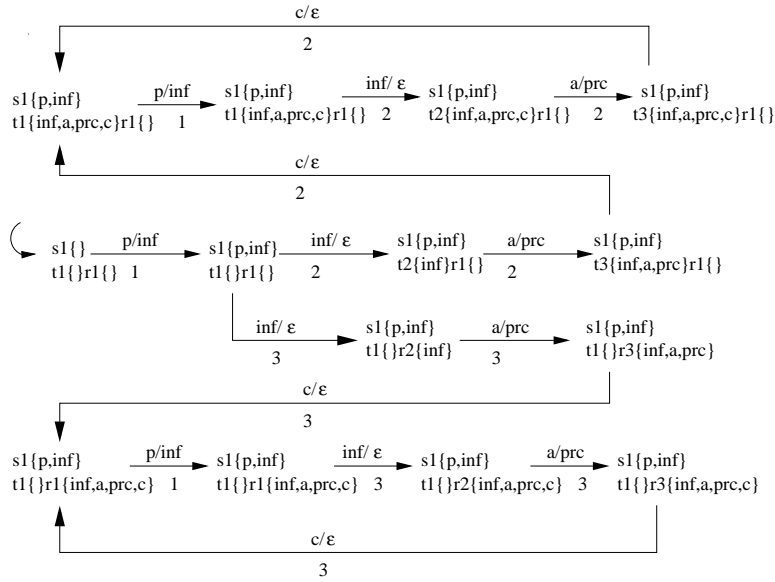 c/ε
2
s1{p,inf} p/inf s1{p,inf} inf/ ε s1{p,inf} a/prc s1{p,inf}
t1{inf,a,prc,c}r1{} 1 t1{inf,a,prc,c}r1{} 2 t2{inf,a,prc,c}r1{} 2 t3{inf,a,prc,c}r1{}
c/ε
2
s1{} p/inf s1{p,inf} inf/ ε s1{p,inf} a/prc s1{p,inf}
t1{}r1{} 1 t1{}r1{} 2 t2{inf}r1{} 2 t3{inf,a,prc}r1{}
inf/ ε s1{p,inf} a/prc s1{p,inf}
3 t1{}r2{inf} 3 t1{}r3{inf,a,prc}
c/ε
3
s1{p,inf} p/inf s1{p,inf} inf/ ε s1{p,inf} a/prc s1{p,inf}
t1{}r1{inf,a,prc,c} 1 t1{}r1{inf,a,prc,c} 3 t1{}r2{inf,a,prc,c} 3 t1{}r3{inf,a,prc,c}
c/ε
3